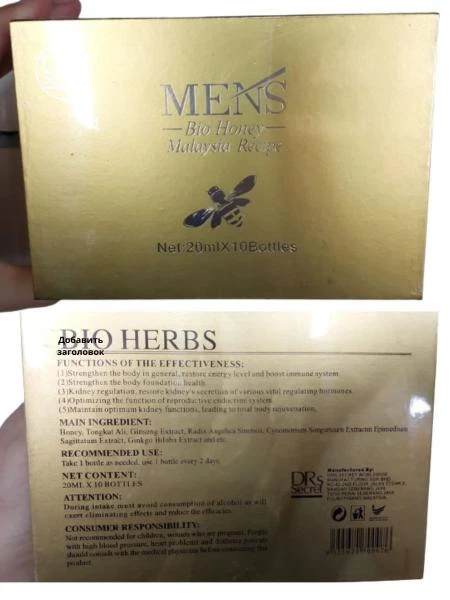 MENS
Bio Honey
Malaysia Recipe
Net:20mlX10Bottles
BIO HERBS
Добавить
заголовок
FUNCTIONS OF THE EFFECTIVENESS:
(1)Strengthen the body in general, restore energy level and boost immune system.
(2)Strengthen the body foundation health.
(3)Kidney regulation, restore kidney's secretion of various vital regulating hormones.
(4)Optimizing the function of reproductive endocrine system.
(5)Maintain optimum kidney functions, leading to total body rejuvenation.
MAIN INGREDIENT:
Honey, Tongkat Ali, Ginseng Extract, Radix Angelica Sinensis, Cynomorium Songaricum Extractm Epimedium
Sagittatum Extract, Ginkgo Biloba Extract and etc.
RECOMMENDED USE:
Take 1 bottle as needed, use 1 bottle every 2 days.
NET CONTENT:
20ML X 10 BOTTLES
ATTENTION:
During intake must avoid consumption of alcohol as will
exert eliminating effects and reduce the efficacies.
CONSUMER RESPONSIBILITY:
Not recommended for children, women who are pregnant. People
with high blood pressure, heart problems and diabetes patients
should consult with the medical physicians before consuming this
product.
DRs
Secret
Manufactured By: